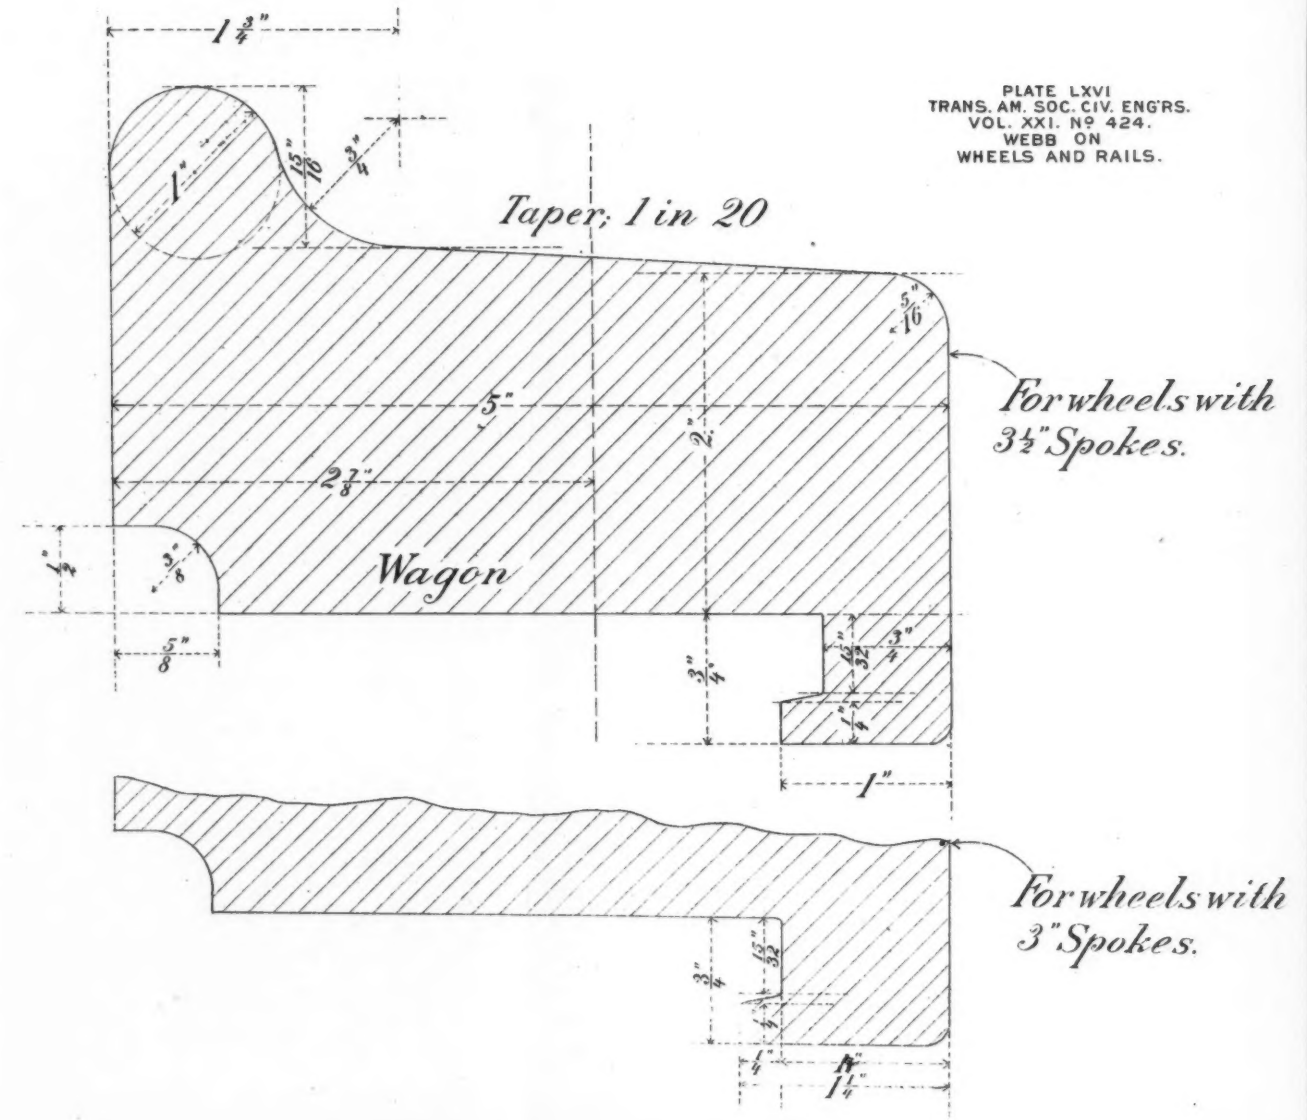 1 3/4"
PLATE LXVI
TRANS. AM. SOC. CIV. ENG'RS.
VOL. XXI. Nº 424.
WEBB ON
WHEELS AND RAILS.
1"
15/16"
3/4"
Taper; 1 in 20
5/16"
For wheels with
3½" Spokes.
5"
2"
2 7/8"
Wagon
1/2"
3/8"
5/8"
3/4"
15/32"
3/4"
1/4"
1"
For wheels with
3" Spokes.
3/4"
15/32"
1/4"
1/4"
1"
1 1/4"